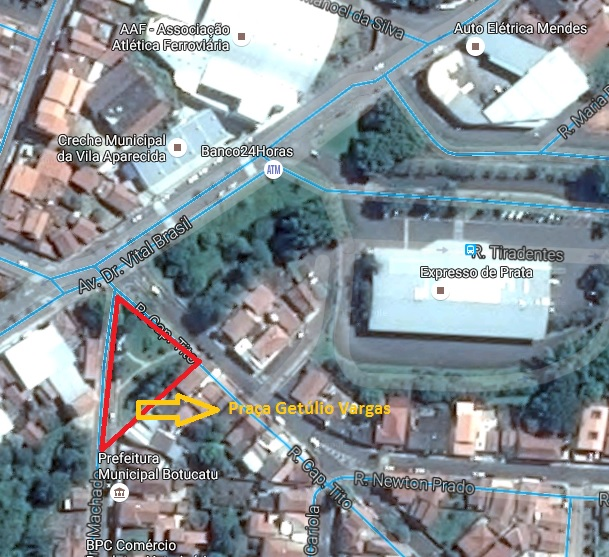 Manoel da Silva
AAF - Associação
Atlética Ferroviária
Auto Elétrica Mendes
R. Maria
Creche Municipal
da Vila Aparecida
Banco24Horas
ATM
Av. Dr. Vital Brasil
R. Tiradentes
Expresso de Prata
R. Cap. Tito
Praça Getúlio Vargas
Prefeitura
Municipal Botucatu
R. Cap. Tito
R. Newton Prado
R.
Machado
Cariola
BPC Comércio